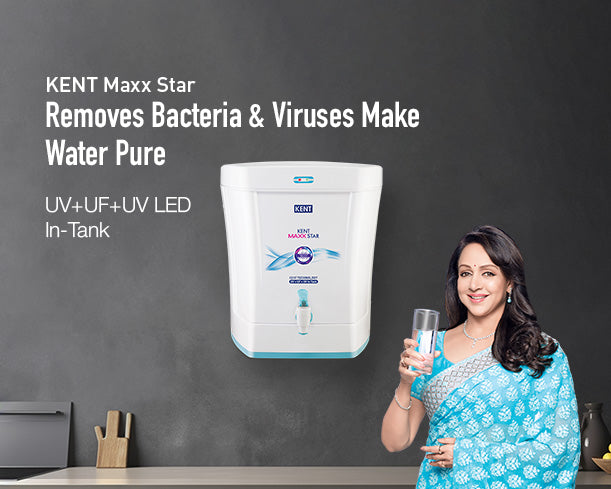 KENT Maxx Star
Removes Bacteria & Viruses Make
Water Pure
UV+UF+UV LED
In-Tank
KENT
KENT
MAXX STAR